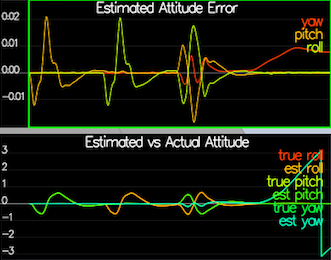 Estimated Attitude Error
0.02
0.01
0.00
-0.01
yaw
pitch
roll
Estimated vs Actual Attitude
3
2
1
0
-1
-2
-3
true roll
est roll
true pitch
est pitch
true yaw
est yaw